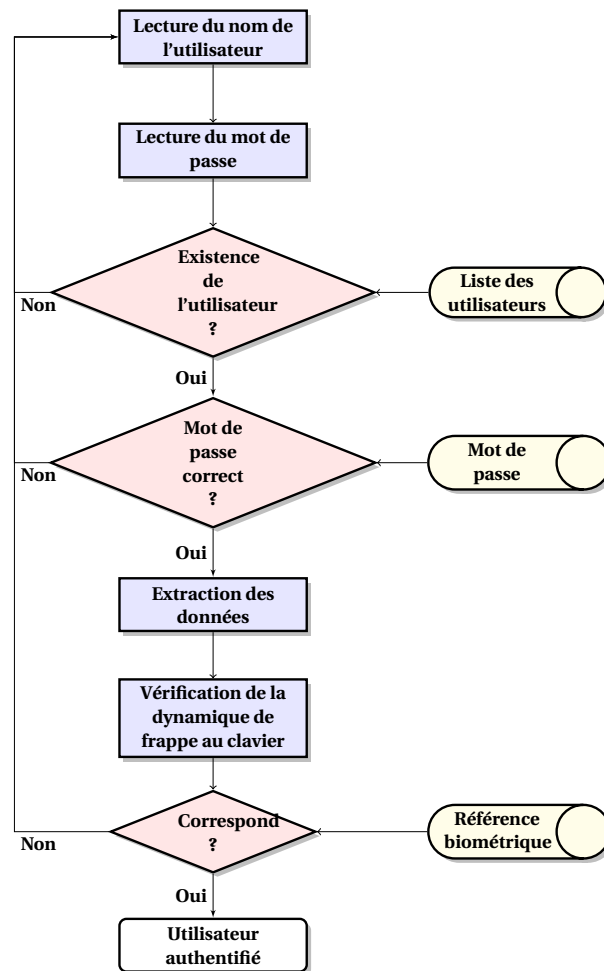 Lecture du nom de
l'utilisateur
Lecture du mot de
passe
Existence
de
l'utilisateur
?
Non
Liste des
utilisateurs
Oui
Mot de
passe
correct
?
Non
Mot de
passe
Oui
Extraction des
données
Vérification de la
dynamique de
frappe au clavier
Correspond
?
Non
Référence
biométrique
Oui
Utilisateur
authentifié